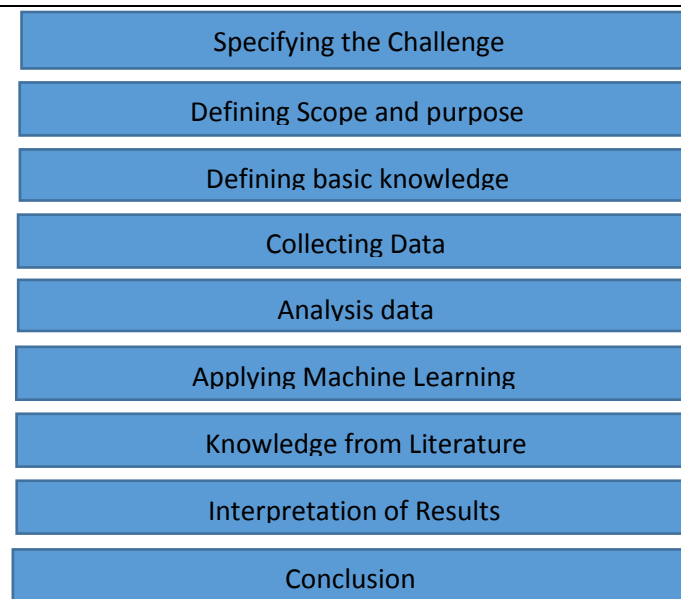 Specifying the Challenge
Defining Scope and purpose
Defining basic knowledge
Collecting Data
Analysis data
Applying Machine Learning
Knowledge from Literature
Interpretation of Results
Conclusion